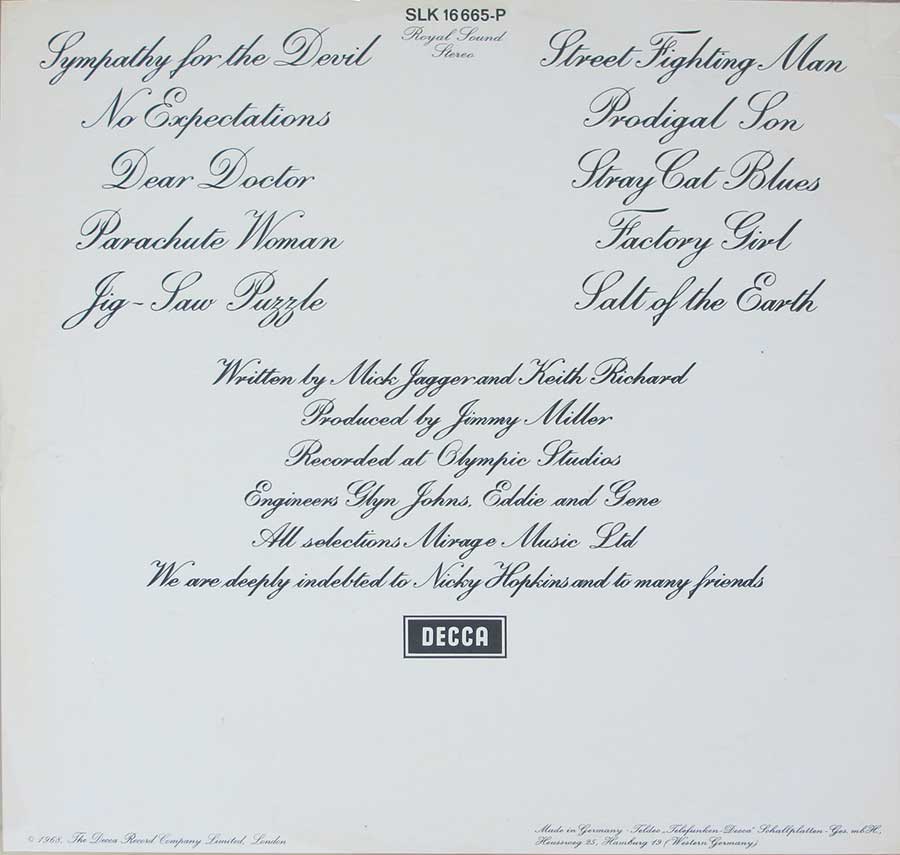 SLK 16665-P
Royal Sound
Stereo
Sympathy for the Devil
No Expectations
Dear Doctor
Parachute Woman
Jig-Saw Puzzle
Street Fighting Man
Prodigal Son
Stray Cat Blues
Factory Girl
Salt of the Earth
Written by Mick Jagger and Keith Richard
Produced by Jimmy Miller
Recorded at Olympic Studios
Engineers Glyn Johns, Eddie and Gene
All selections Mirage Music Ltd
We are deeply indebted to Nicky Hopkins and to many friends
DECCA
© 1968, The Decca Record Company Limited, London
Made in Germany · Teldec „Telefunken-Decca" Schallplatten-Ges. mbH.,
Heussweg 25, Hamburg 19 (Western Germany)